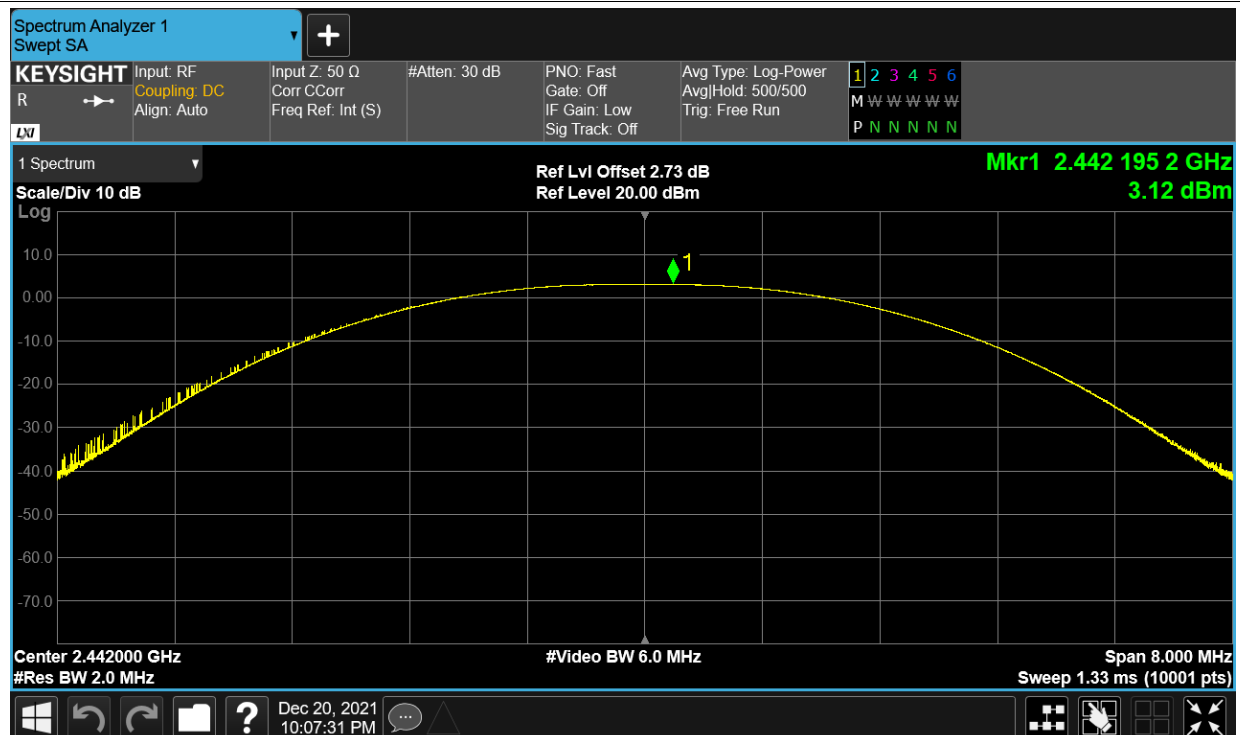 Spectrum Analyzer 1
Swept SA
KEYSIGHT
R
LXI
Input: RF
Coupling: DC
Align: Auto
Input Z: 50 Ω
Corr CCorr
Freq Ref: Int (S)
#Atten: 30 dB
PNO: Fast
Gate: Off
IF Gain: Low
Sig Track: Off
Avg Type: Log-Power
Avg|Hold: 500/500
Trig: Free Run
1 2 3 4 5 6
M W W W W W
P N N N N N
1 Spectrum
Scale/Div 10 dB
Log
Ref Lvl Offset 2.73 dB
Ref Level 20.00 dBm
Mkr1 2.442 195 2 GHz
3.12 dBm
1
10.0
0.00
-10.0
-20.0
-30.0
-40.0
-50.0
-60.0
-70.0
Center 2.442000 GHz
#Res BW 2.0 MHz
#Video BW 6.0 MHz
Span 8.000 MHz
Sweep 1.33 ms (10001 pts)
?
Dec 20, 2021
10:07:31 PM